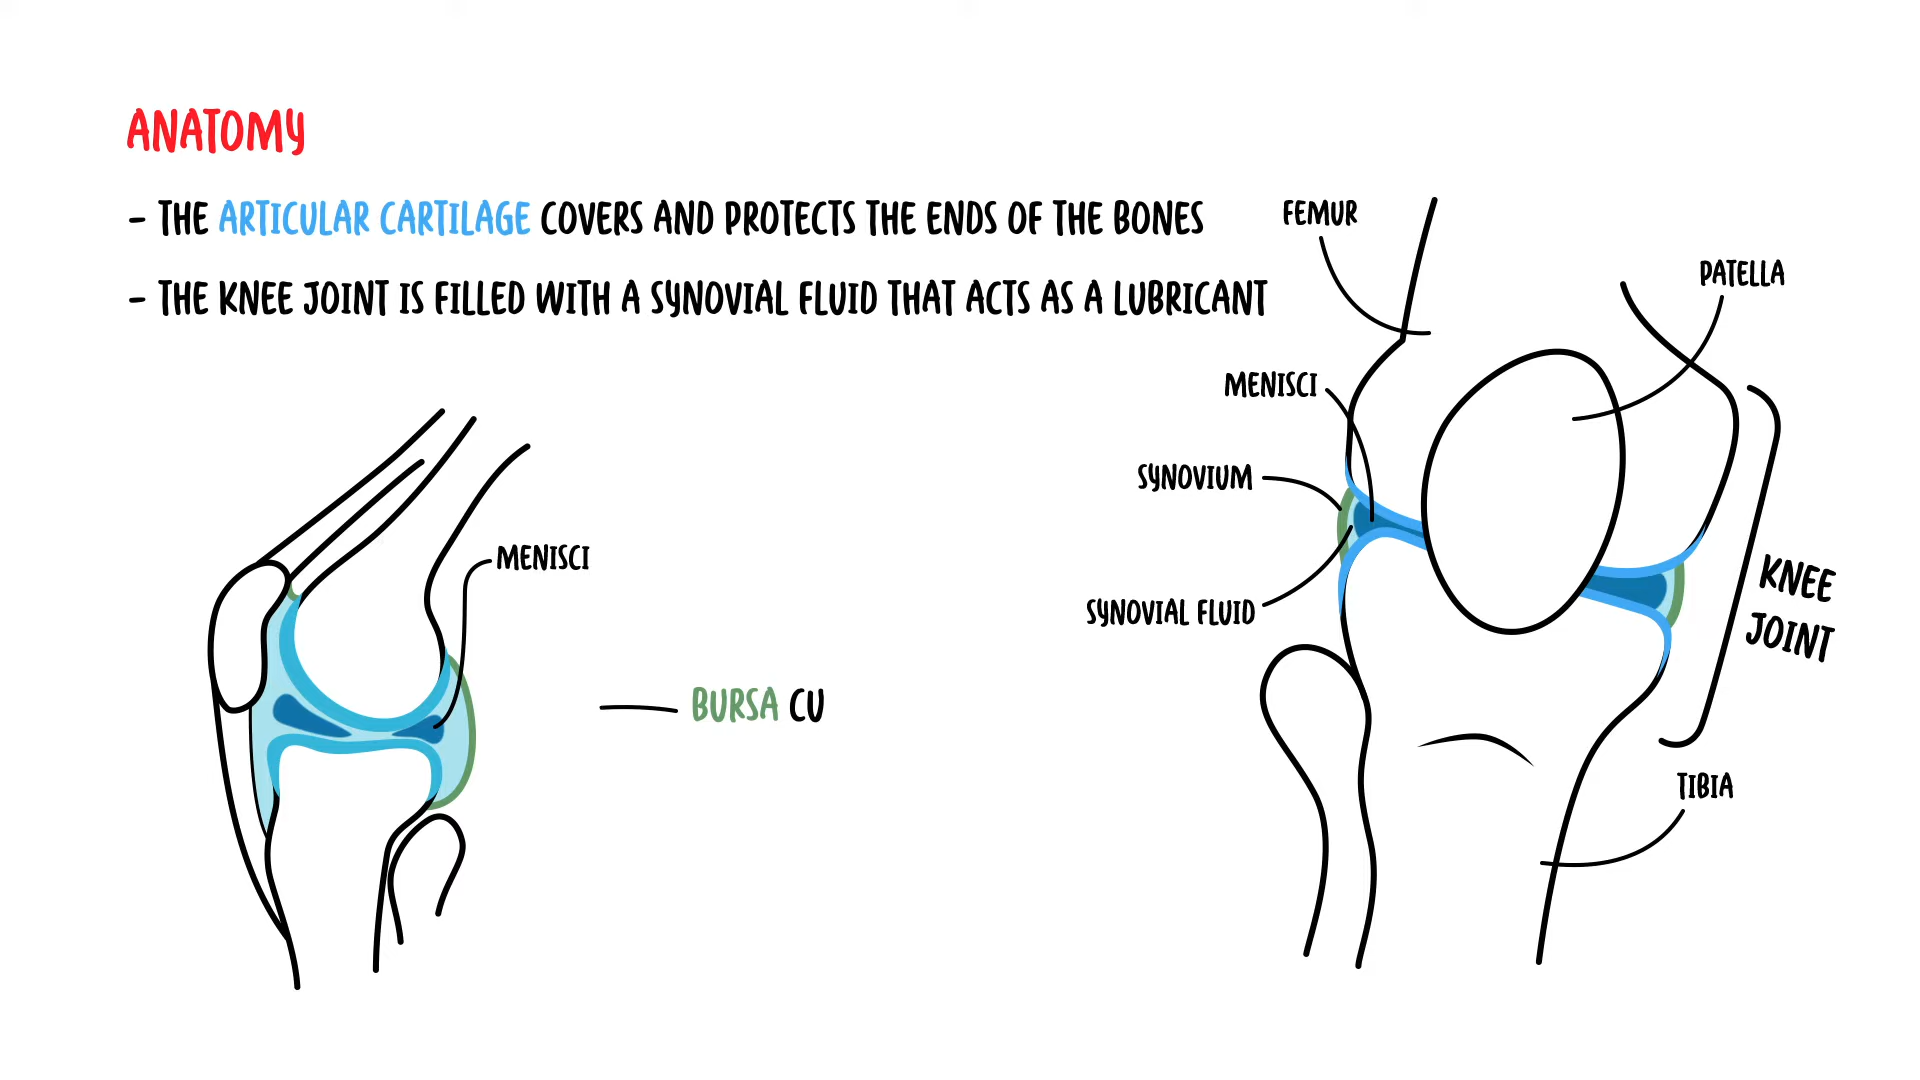 ANATOMY
- THE ARTICULAR CARTILAGE COVERS AND PROTECTS THE ENDS OF THE BONES
- THE KNEE JOINT IS FILLED WITH A SYNOVIAL FLUID THAT ACTS AS A LUBRICANT
MENISCI
BURSA CU
FEMUR
PATELLA
MENISCI
SYNOVIUM
SYNOVIAL FLUID
KNEE
JOINT
TIBIA